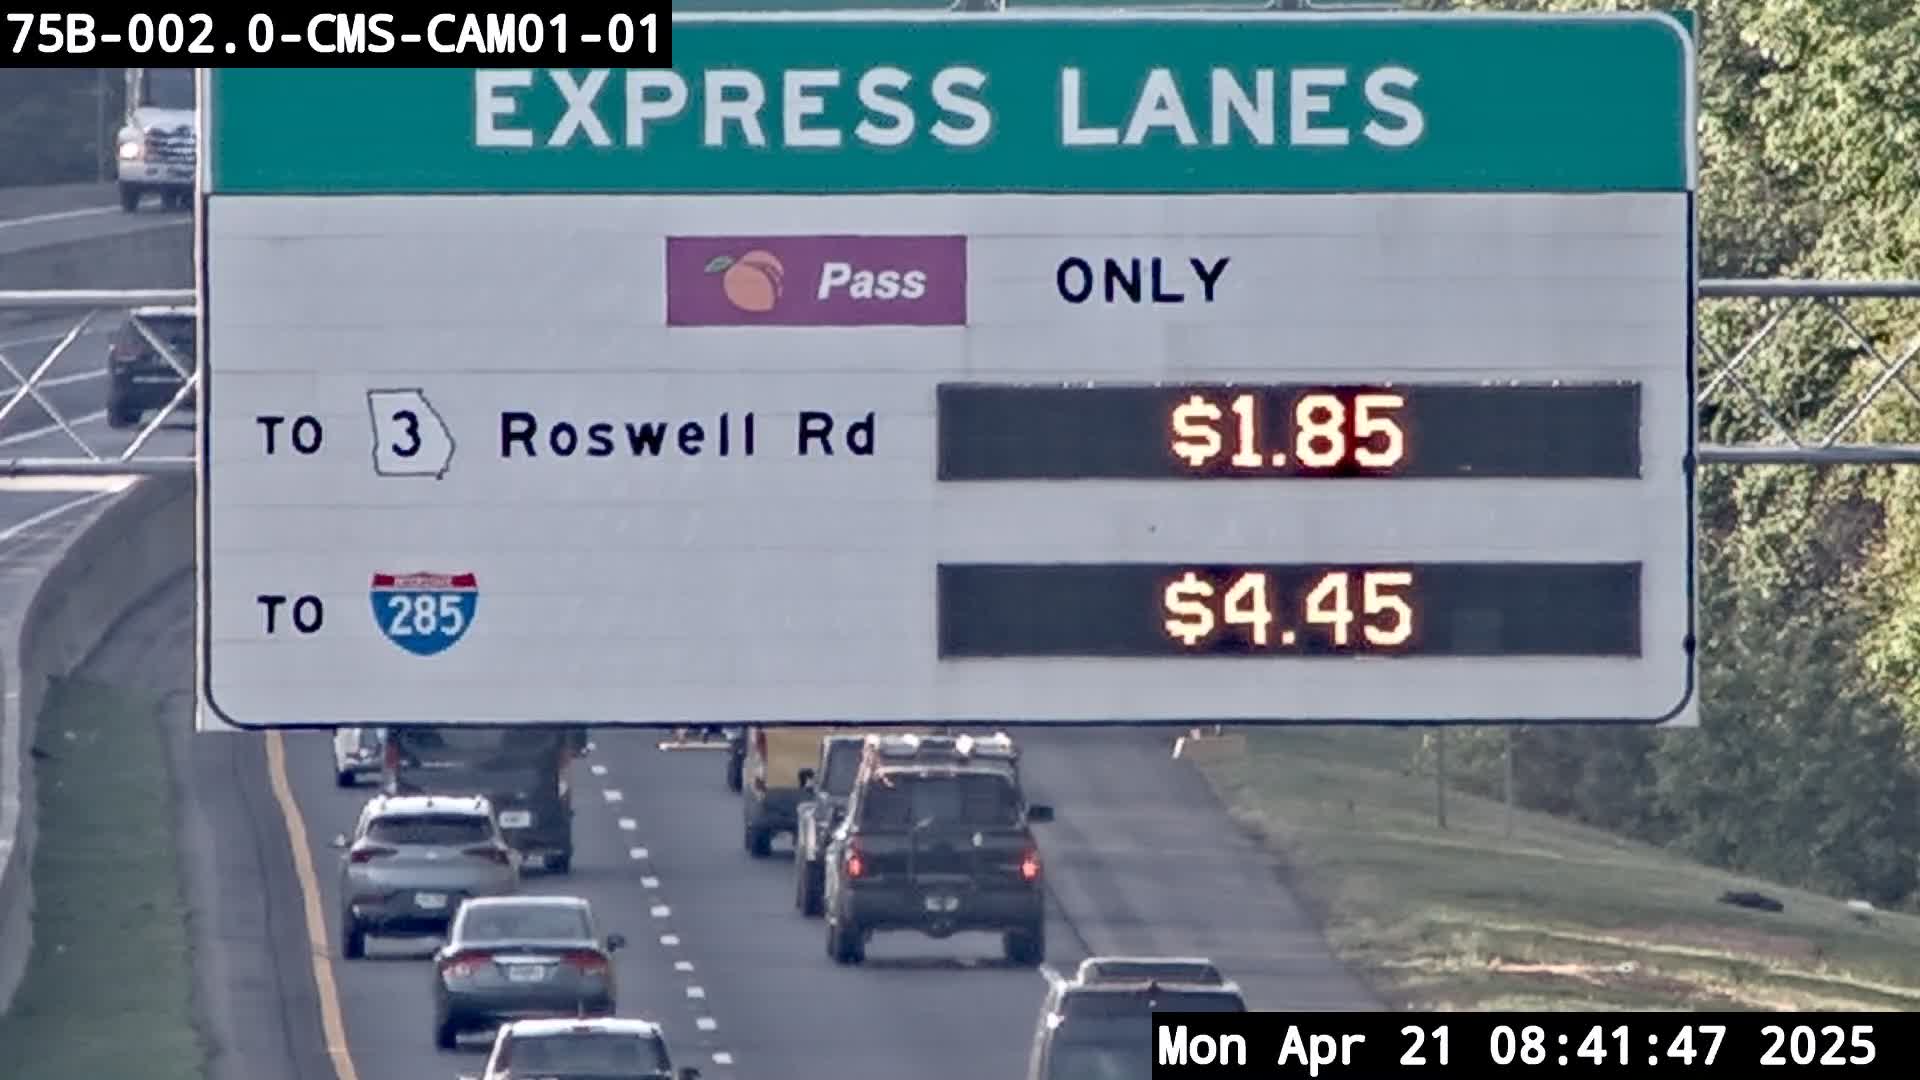 75B-002.0-CMS-CAM01-01
EXPRESS LANES
Pass ONLY
TO 3 Roswell Rd $1.85
TO 285 $4.45
Mon Apr 21 08:41:47 2025